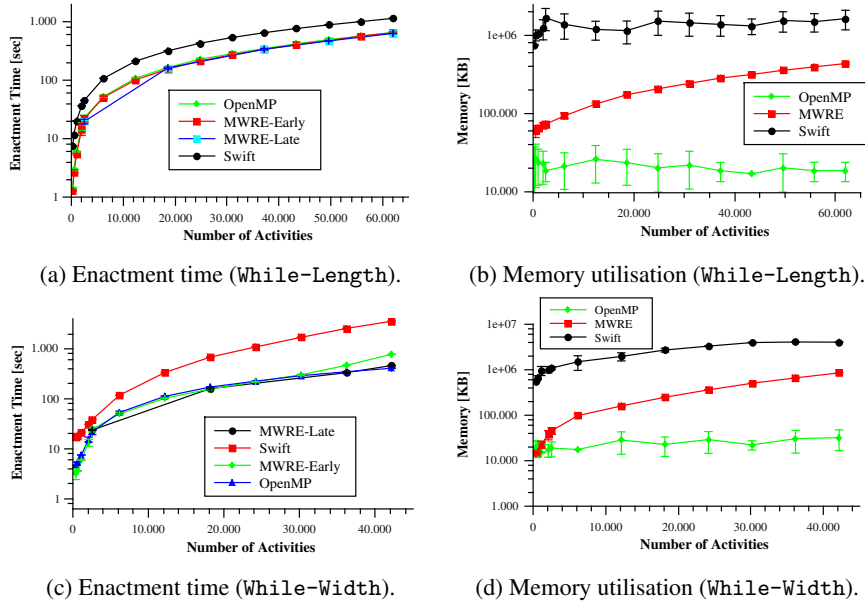 1.000
100
10
1
Enactment Time [sec]
OpenMP
MWRE-Early
MWRE-Late
Swift
0 10.000 20.000 30.000 40.000 50.000 60.000
Number of Activities
(a) Enactment time (While-Length).
1e+06
100.000
10.000
Memory [KB]
OpenMP
MWRE
Swift
0 20.000 40.000 60.000
Number of Activities
(b) Memory utilisation (While-Length).
1.000
100
10
1
Enactment Time [sec]
MWRE-Late
Swift
MWRE-Early
OpenMP
0 10.000 20.000 30.000 40.000
Number of Activities
(c) Enactment time (While-Width).
OpenMP
MWRE
Swift
1e+07
1e+06
100.000
10.000
1.000
Memory [KB]
0 10.000 20.000 30.000 40.000
Number of Activities
(d) Memory utilisation (While-Width).